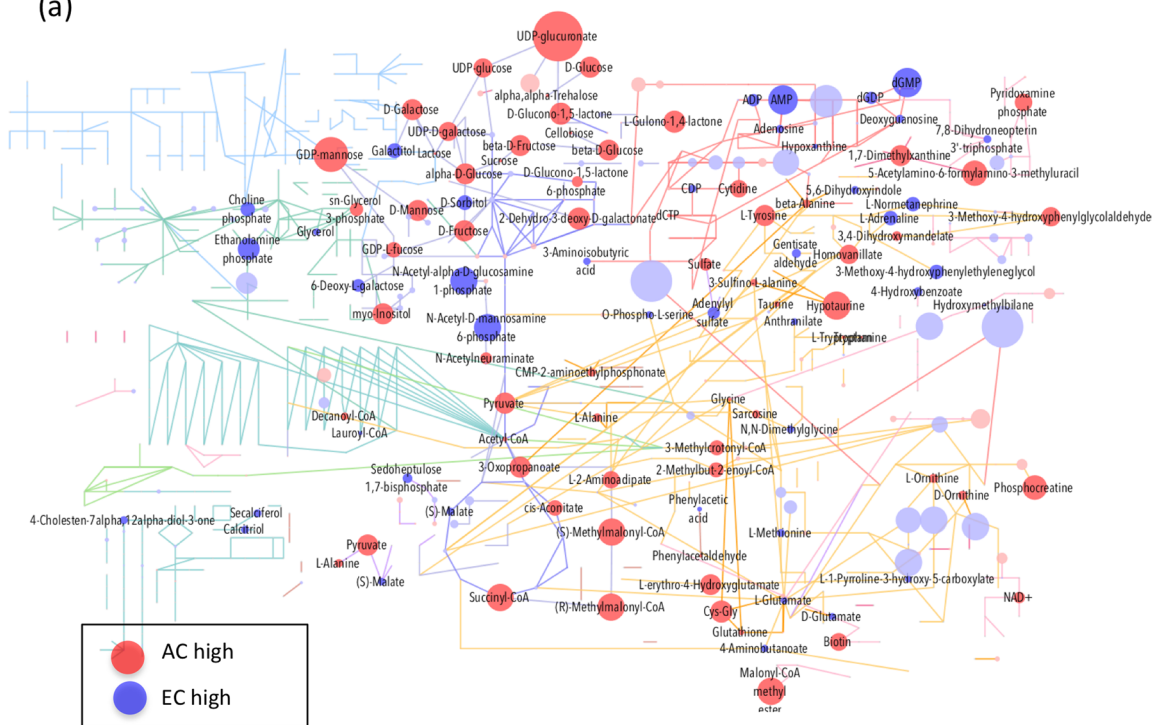 (a)
UDP-glucuronate
UDP-glucose
D-Glucose
alpha,alpha-Trehalose
D-Galactose
D-Glucono-1,5-lactone
L-Gulono-1,4-lactone
ADP
AMP
dGMP
dGDP
Pyridoxamine
phosphate
UDP-D-galactose
Cellobiose
Adenosine
Deoxyguanosine
7,8-Dihydroneopterin
3'-triphosphate
GDP-mannose
Galactitol
Lactose
beta-D-Fructose
beta-D-Glucose
Hypoxanthine
1,7-Dimethylxanthine
Sucrose
alpha-D-Glucose
D-Glucono-1,5-lactone
6-phosphate
5-Acetylamino-6-formylamino-3-methyluracil
CDP
Cytidine
5,6-Dihydroxyindole
Choline
phosphate
sn-Glycerol
3-phosphate
D-Mannose
D-Sorbitol
beta-Alanine
L-Normetanephrine
2-Dehydro-3-deoxy-D-galactonate
dCTP
L-Tyrosine
L-Adrenaline
3-Methoxy-4-hydroxyphenylglycolaldehyde
Glycerol
D-Fructose
3,4-Dihydroxymandelate
Ethanolamine
phosphate
GDP-L-fucose
3-Aminoisobutyric
acid
Gentisate
aldehyde
Homovanillate
Sulfate
N-Acetyl-alpha-D-glucosamine
1-phosphate
3-Methoxy-4-hydroxyphenylethyleneglycol
6-Deoxy-L-galactose
3-Sulfino-L-alanine
4-Hydroxybenzoate
myo-Inositol
N-Acetyl-D-mannosamine
6-phosphate
O-Phospho-L-serine
Adenylyl
sulfate
Taurine
Hypotaurine
Hydroxymethylbilane
Anthranilate
L-Tryptophan
N-Acetylneuraminate
CMP-2-aminoethylphosphonate
Pyruvate
Glycine
Decanoyl-CoA
L-Alanine
Sarcosine
Lauroyl-CoA
Acetyl-CoA
N,N-Dimethylglycine
3-Methylcrotonyl-CoA
Sedoheptulose
1,7-bisphosphate
3-Oxopropanoate
L-2-Aminoadipate
2-Methylbut-2-enoyl-CoA
L-Ornithine
D-Ornithine
Phosphocreatine
(S)-Malate
cis-Aconitate
Phenylacetic
acid
4-Cholesten-7alpha,12alpha-diol-3-one
Secalciferol
Calcitriol
(S)-Methylmalonyl-CoA
L-Methionine
Pyruvate
L-Alanine
(S)-Malate
Phenylacetaldehyde
L-1-Pyrroline-3-hydroxy-5-carboxylate
Succinyl-CoA
(R)-Methylmalonyl-CoA
L-erythro-4-Hydroxyglutamate
L-Glutamate
NAD+
Cys-Gly
D-Glutamate
Glutathione
Biotin
4-Aminobutanoate
AC high
Malonyl-CoA
methyl
ester
EC high